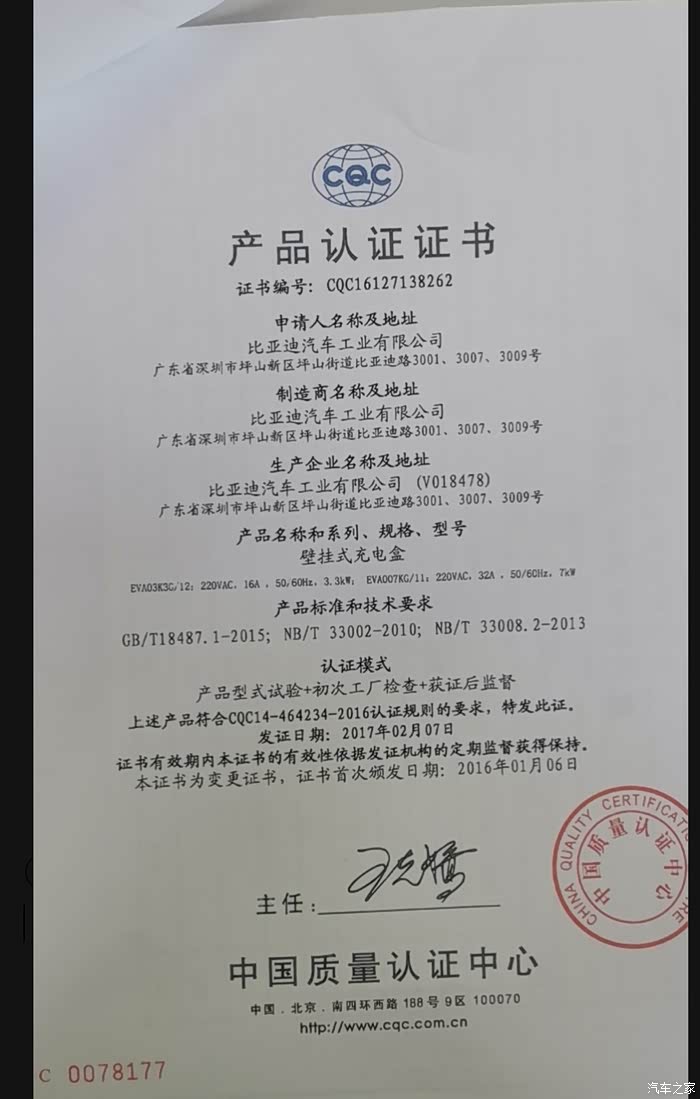 CQC
产品认证证书
证书编号：CQC16127138262
申请人名称及地址
比亚迪汽车工业有限公司
广东省深圳市坪山新区坪山街道比亚迪路3001、3007、3009号
制造商名称及地址
比亚迪汽车工业有限公司
广东省深圳市坪山新区坪山街道比亚迪路3001、3007、3009号
生产企业名称及地址
比亚迪汽车工业有限公司 (V018478)
广东省深圳市坪山新区坪山街道比亚迪路3001、3007、3009号
产品名称和系列、规格、型号
壁挂式充电盒
220VAC，16A，50/60Hz，3.3kW； EVA007KG/11：220VAC，32A，50/60Hz，7kW
产品标准和技术要求
GB/T18487.1-2015; NB/T 33002-2010; NB/T 33008.2-2013
认证模式
产品型式试验+初次工厂检查+获证后监督
上述产品符合CQC14-464234-2016认证规则的要求，特发此证。
发证日期：2017年02月07日
证书有效期内本证书的有效性依据发证机构的定期监督获得保持。
本证书为变更证书，证书首次颁发日期：2016年01月06日
CHINA QUALITY CERTIFICATI
中国质量认证中心
主任：
中国质量认证中心
中国．北京．南四环西路 188 号 9 区 100070
http://www.cqc.com.cn
C 0078177
汽车之家